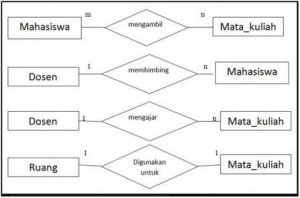 m n
Mahasiswa mengambil Mata_kuliah
1 n
Dosen membimbing Mahasiswa
Dosen 1 mengajar n Mata_kuliah
1 1
Ruang Digunakan untuk Mata_kuliah